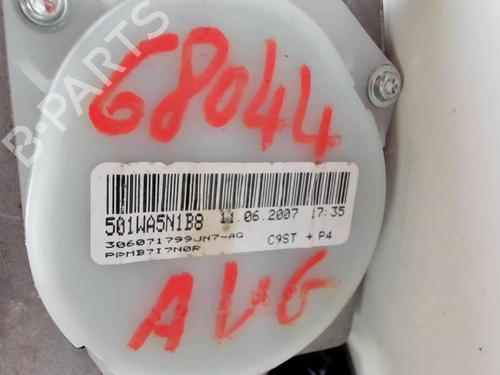 B-PARTS
68044
501WA5N1B8 11.06.2007 17:35
306071799JN7-AG C9ST + P4
PPMB7I7N0R
AVG